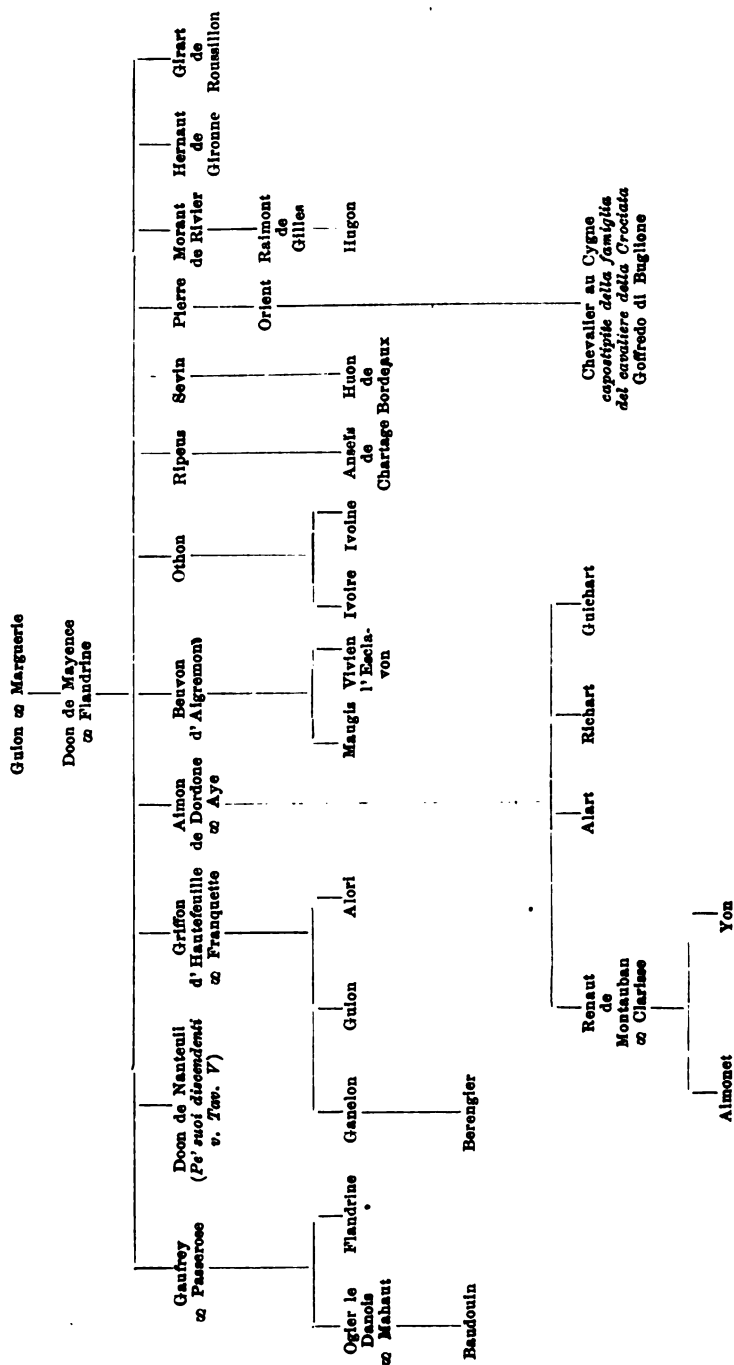 Guion ∞ Marguerie
Doon de Mayence
∞ Flandrine
Gaufrey
∞ Passerose
Doon de Nanteuil
(Pe' suoi discendenti
v. Tav. V)
Griffon
d'Hautefeuille
∞ Franquette
Aimon
de Dordone
∞ Aye
Beuvon
d'Aigremont
Othon
Ripeus
Sevin
Pierre
Morant
de Rivier
Hernaut
de
Gironne
Girart
de
Roussillon
Orient
Raimont
de
Gilles
Ogier le
Danois
∞ Mahaut
Flandrine
Ganelon
Guion
Alori
Maugis
Vivien
l'Escla-
von
Ivoire
Ivoine
Anseïs
de
Chartage
Huon
de
Bordeaux
Hugon
Baudouin
Berengier
Renaut
de
Montauban
∞ Clarisse
Alart
Richart
Guichart
Chevalier au Cygne
capostipite della famiglia
del cavaliere della Crociata
Goffredo di Buglione
Aimonet
Yon